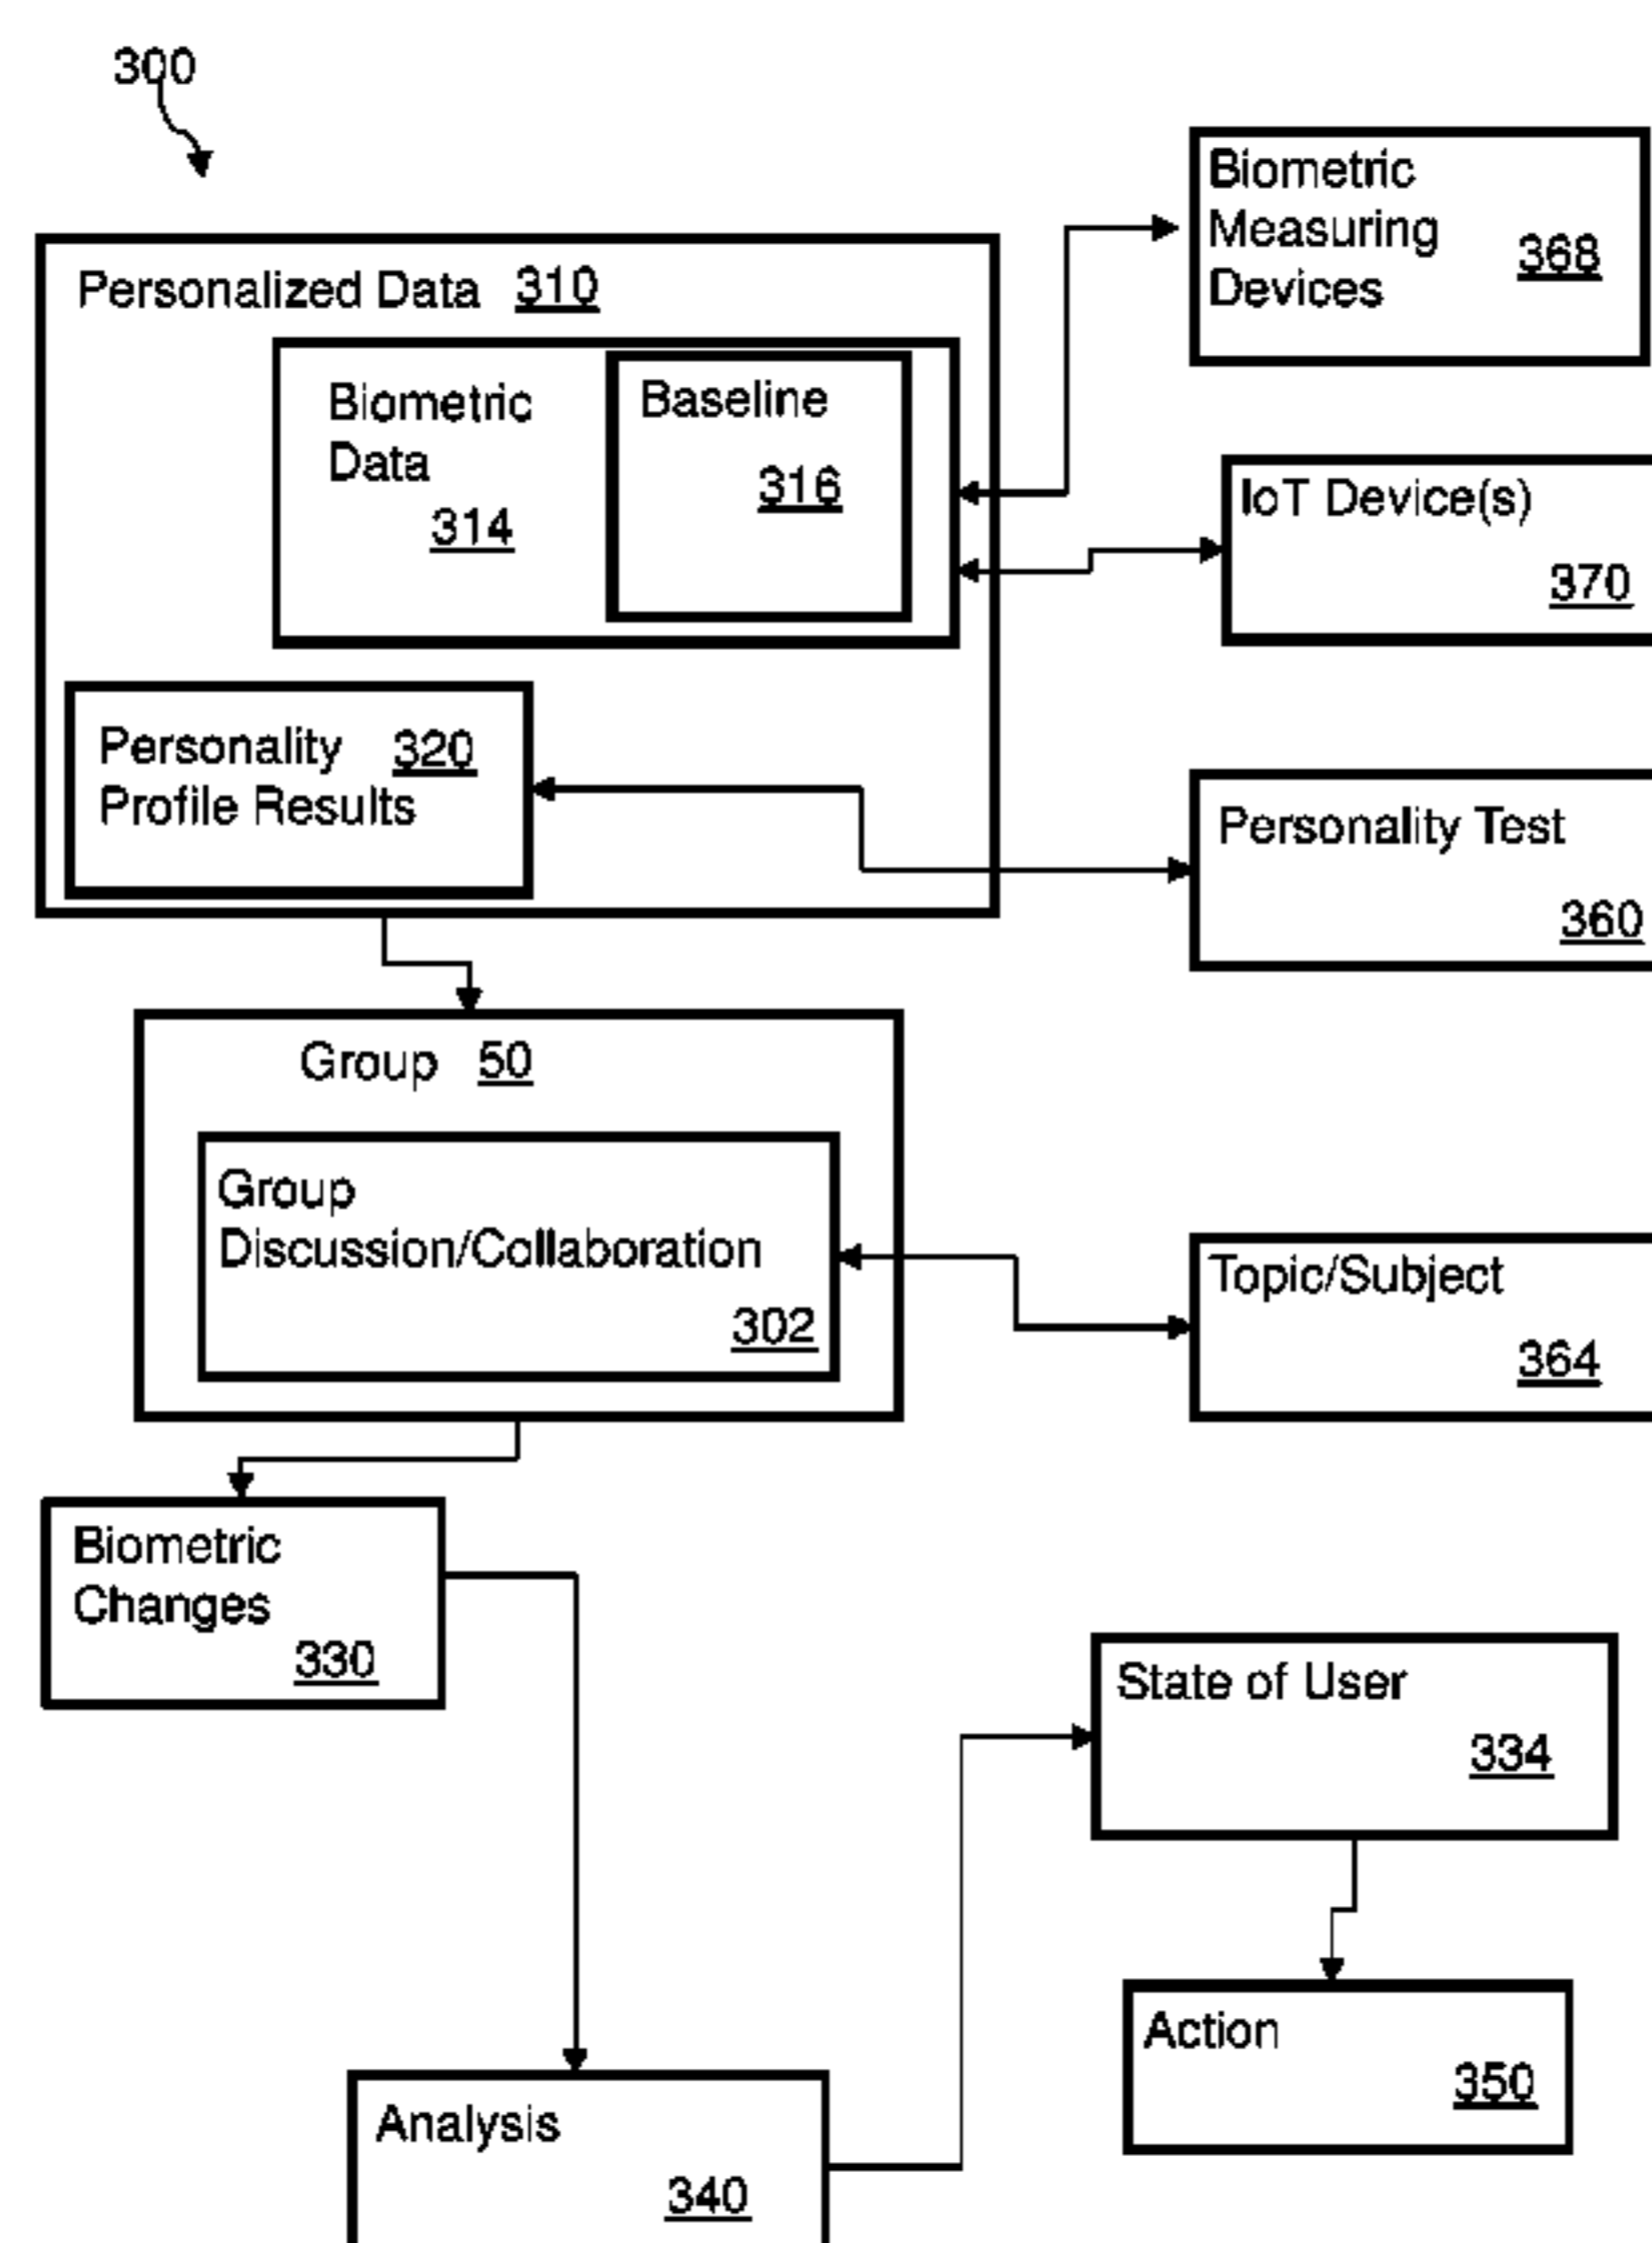 300
Biometric
Measuring
Devices
368
Personalized Data 310
Biometric
Data
314
Baseline
316
IoT Device(s)
370
Personality 320
Profile Results
Personality Test
360
Group 50
Group
Discussion/Collaboration
302
Topic/Subject
364
Biometric
Changes
330
State of User
334
Action
350
Analysis
340